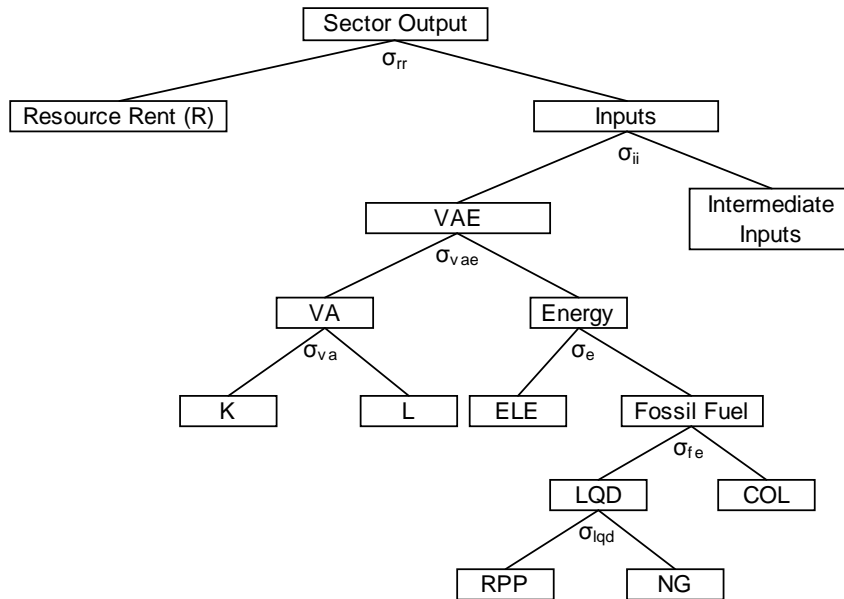 Sector Output
σrr
Resource Rent (R)
Inputs
σii
VAE
Intermediate
Inputs
σvae
VA
Energy
σva
σe
K
L
ELE
Fossil Fuel
σfe
LQD
COL
σlqd
RPP
NG